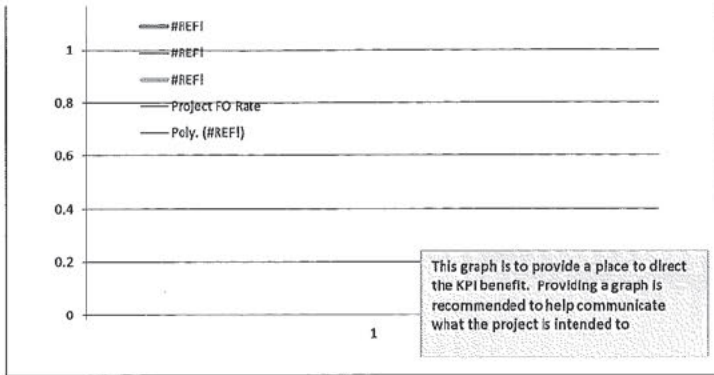 #REF!
#REF!
#REF!
Project FO Rate
Poly. (#REF!)
1
0.8
0.6
0.4
0.2
0
1
This graph is to provide a place to direct
the KPI benefit. Providing a graph is
recommended to help communicate
what the project is intended to